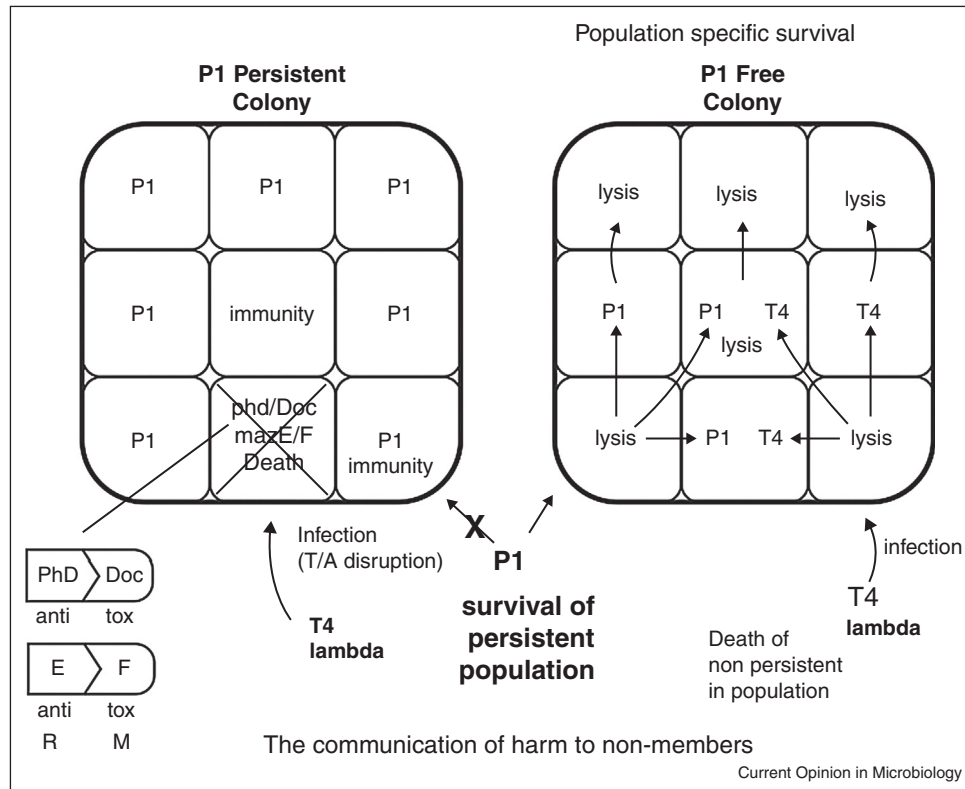 Population specific survival
P1 Persistent
Colony
P1 Free
Colony
P1
P1
P1
P1
immunity
P1
P1
phd/Doc
mazE/F
Death
P1
immunity
lysis
lysis
lysis
P1
P1
T4
lysis
T4
lysis
P1
T4
lysis
PhD
Doc
anti
tox
E
F
anti
tox
R
M
Infection
(T/A disruption)
T4
lambda
X
P1
survival of
persistent
population
infection
T4
lambda
Death of
non persistent
in population
The communication of harm to non-members
Current Opinion in Microbiology